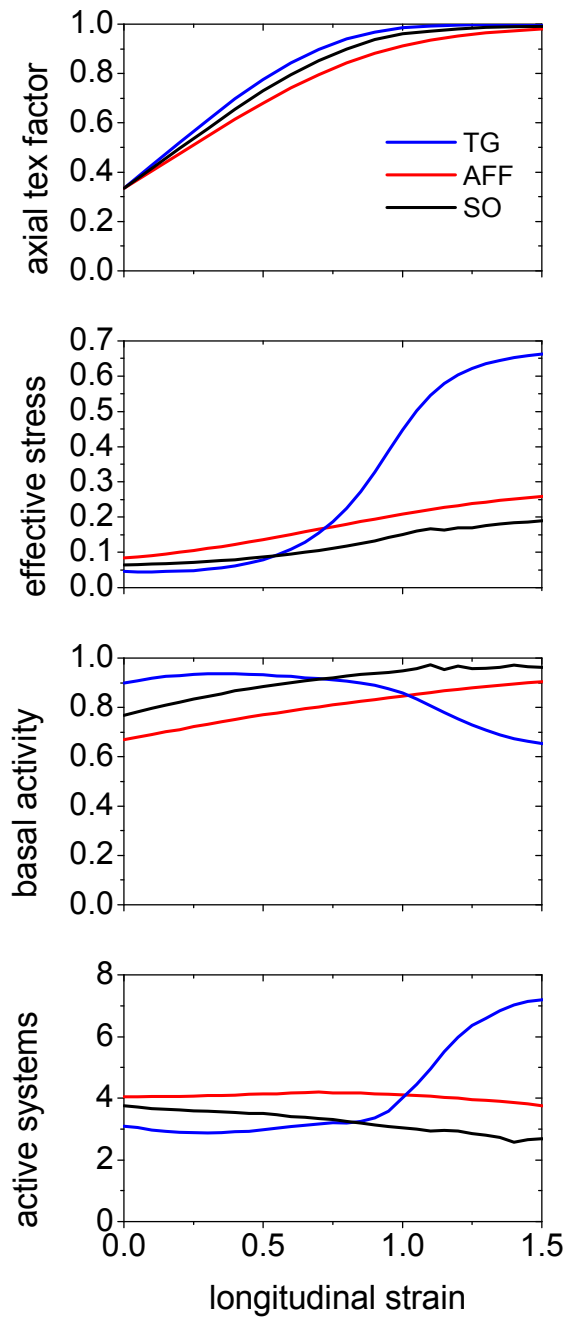 axial tex factor
1.0
0.8
0.6
0.4
0.2
0.0
TG
AFF
SO
effective stress
0.7
0.6
0.5
0.4
0.3
0.2
0.1
0.0
basal activity
1.0
0.8
0.6
0.4
0.2
0.0
active systems
8
6
4
2
0
0.0 0.5 1.0 1.5
longitudinal strain